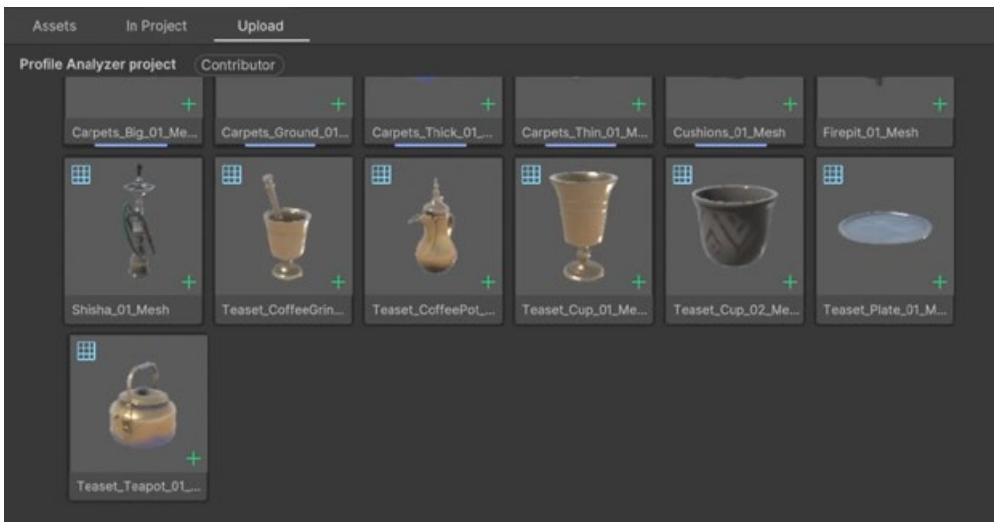 Assets In Project Upload
Profile Analyzer project Contributor
Carpets_Big_01_Me... Carpets_Ground_01... Carpets_Thick_01_... Carpets_Thin_01_M... Cushions_01_Mesh Firepit_01_Mesh
Shisha_01_Mesh Teaset_CoffeeGrin... Teaset_CoffeePot_... Teaset_Cup_01_Me... Teaset_Cup_02_Me... Teaset_Plate_01_M...
Teaset_Teapot_01_...